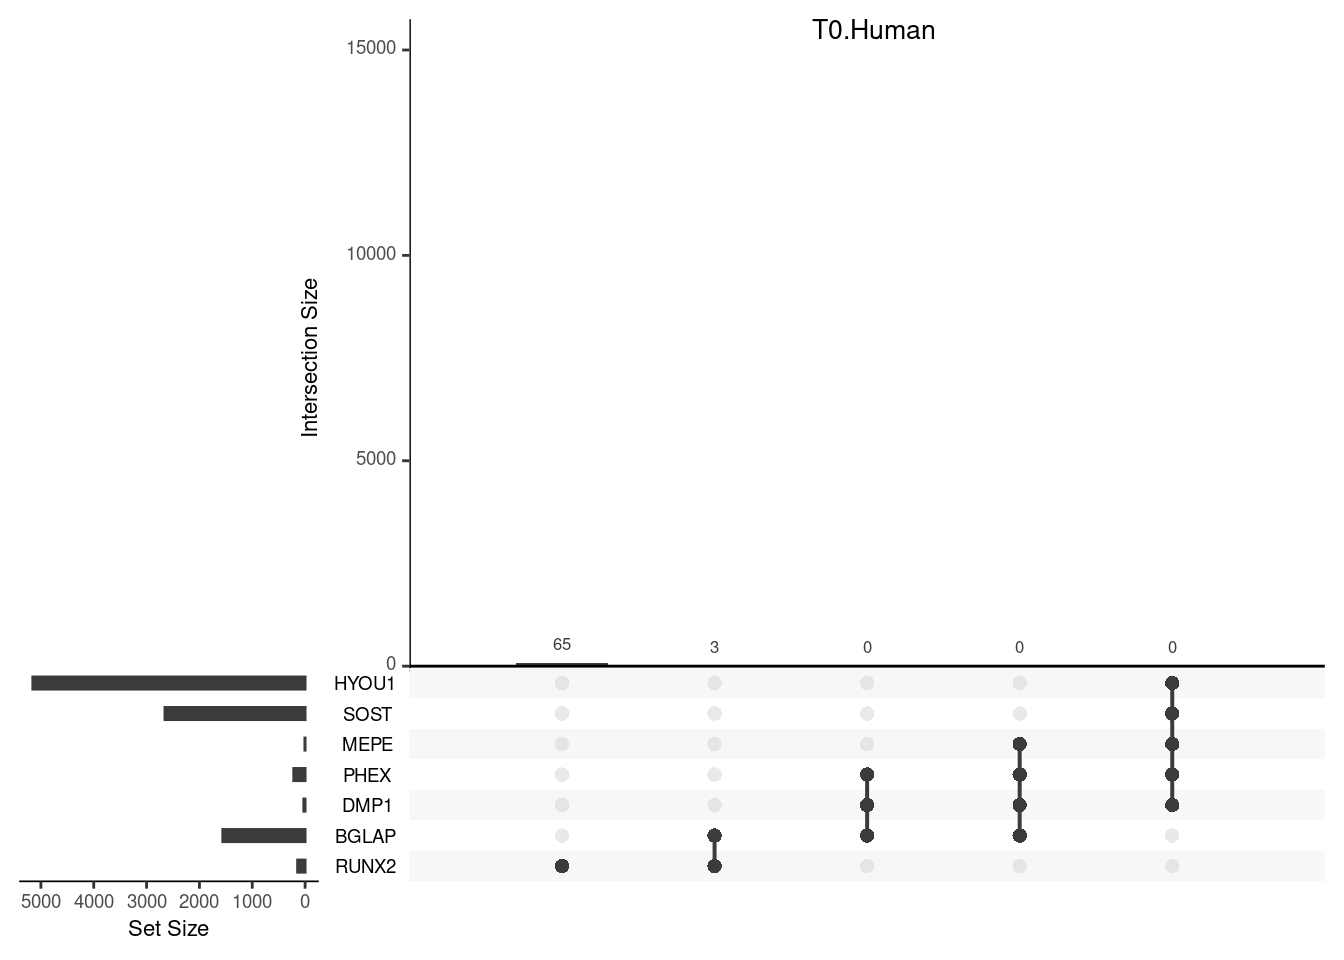 T0.Human
15000
10000
5000
0
Intersection Size
65
3
0
0
0
HYOU1
SOST
MEPE
PHEX
DMP1
BGLAP
RUNX2
5000 4000 3000 2000 1000 0
Set Size